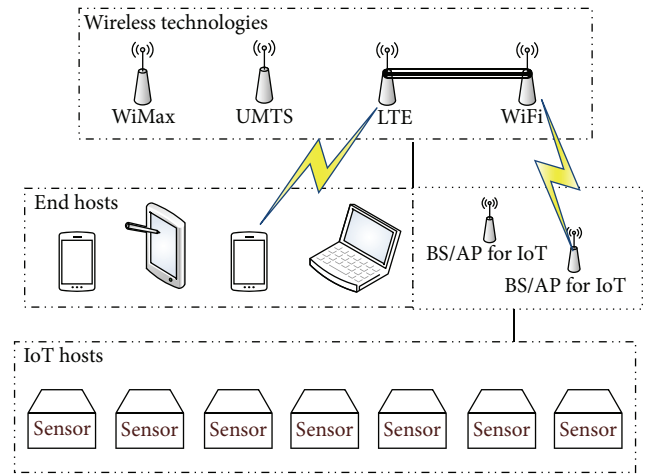 Wireless technologies
WiMax
UMTS
LTE
WiFi
End hosts
BS/AP for IoT
BS/AP for IoT
IoT hosts
Sensor
Sensor
Sensor
Sensor
Sensor
Sensor
Sensor